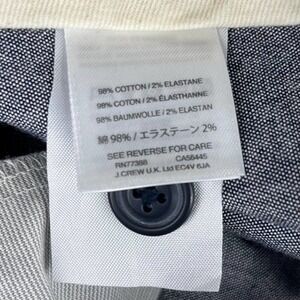 98% COTTON / 2% ELASTANE
98% COTON / 2% ÉLASTHANNE
98% BAUMWOLLE / 2% ELASTAN
綿 98% / エラステーン 2%
SEE REVERSE FOR CARE
RN77388 CA56445
J.CREW U.K. Ltd EC4V 6JA